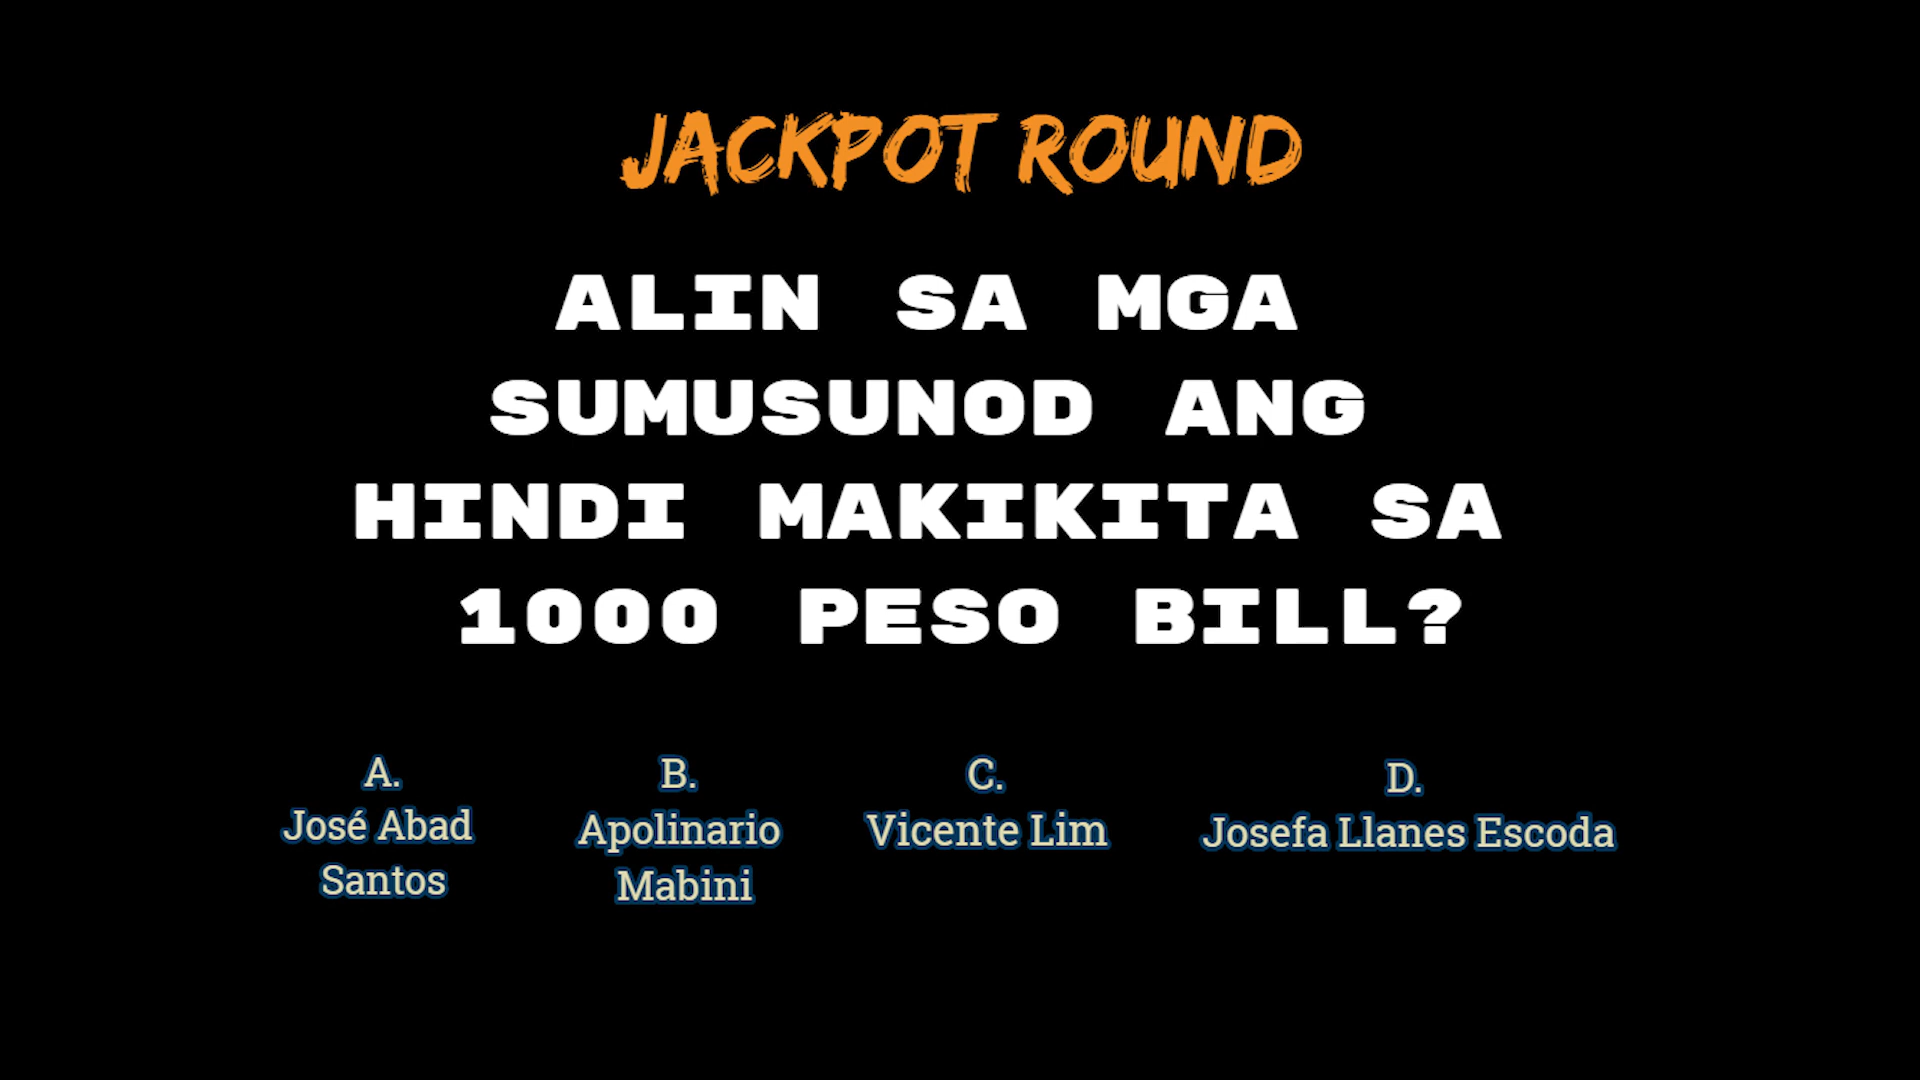 JACKPOT ROUND
ALIN SA MGA
SUMUSUNOD ANG
HINDI MAKIKITA SA
1000 PESO BILL?
A.
José Abad
Santos
B.
Apolinario
Mabini
C.
Vicente Lim
D.
Josefa Llanes Escoda